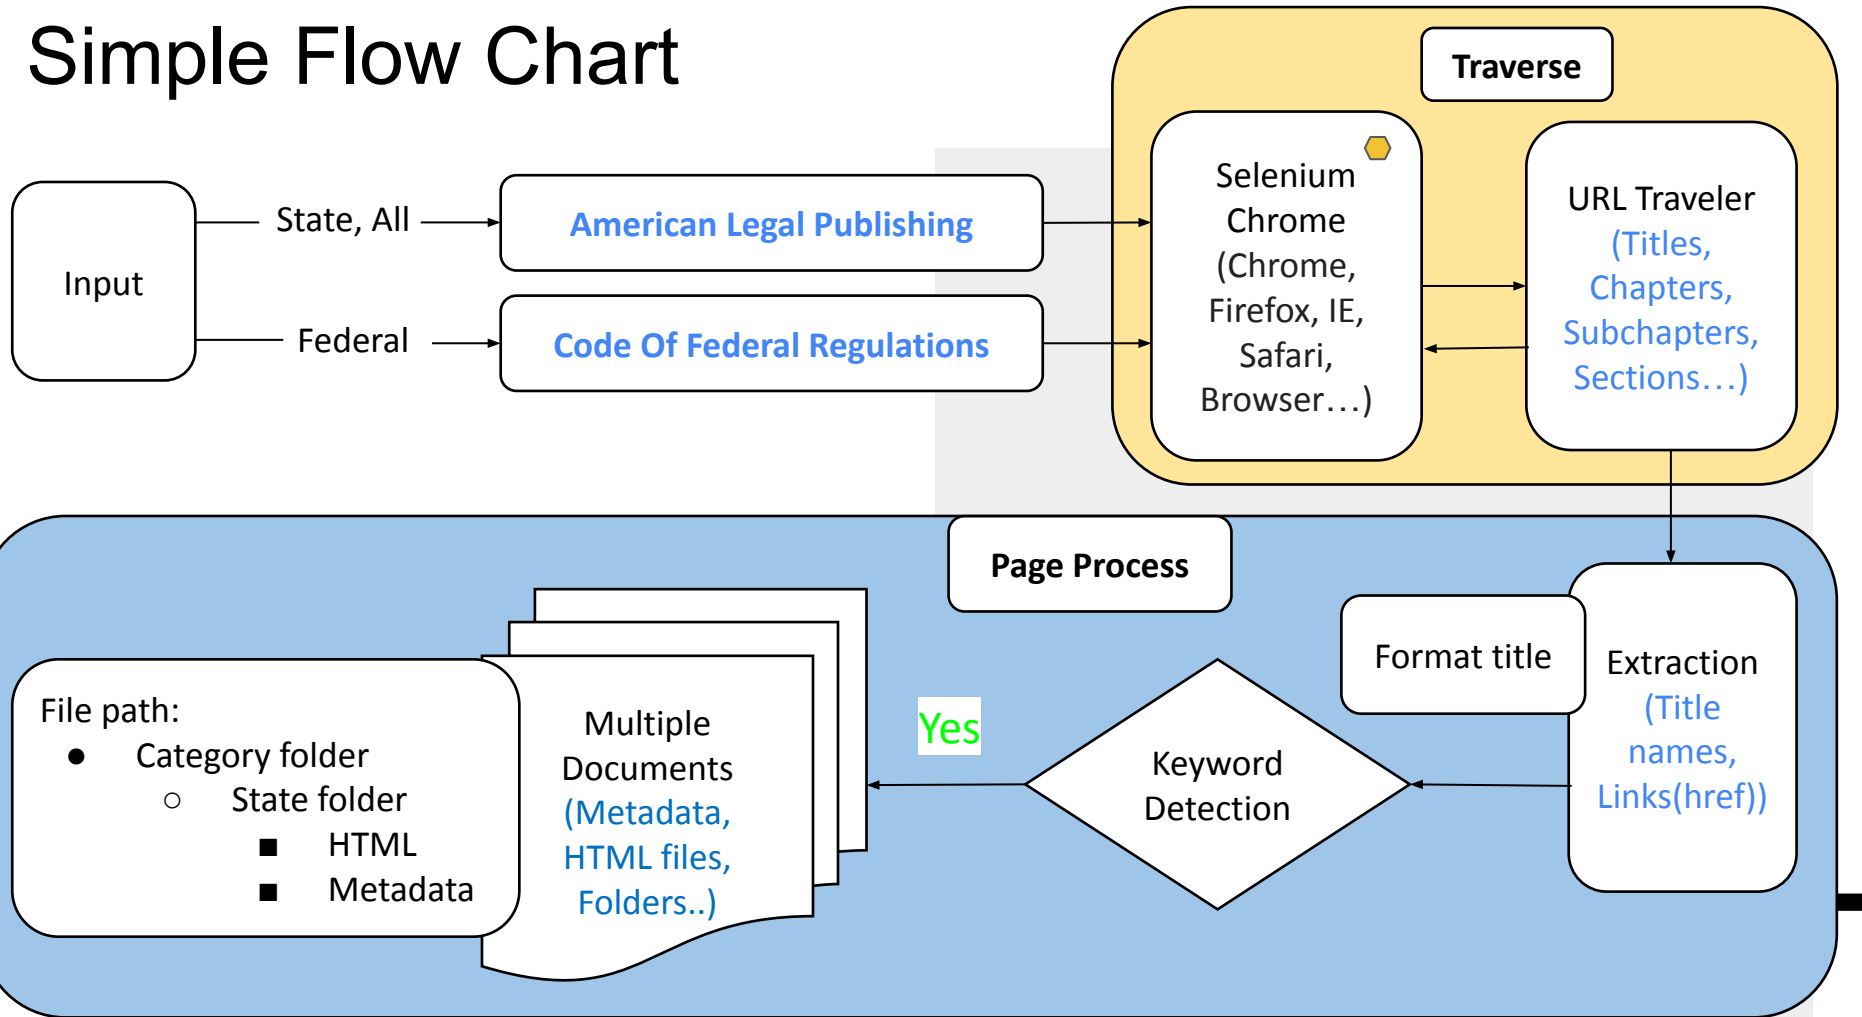 Simple Flow Chart
Traverse
Input
State, All
American Legal Publishing
Federal
Code Of Federal Regulations
Selenium
Chrome
(Chrome,
Firefox, IE,
Safari,
Browser...)
URL Traveler
(Titles,
Chapters,
Subchapters,
Sections...)
Page Process
Format title
Extraction
(Title
names,
Links(href))
Keyword
Detection
Yes
Multiple
Documents
(Metadata,
HTML files,
Folders..)
File path:
● Category folder
○ State folder
■ HTML
■ Metadata